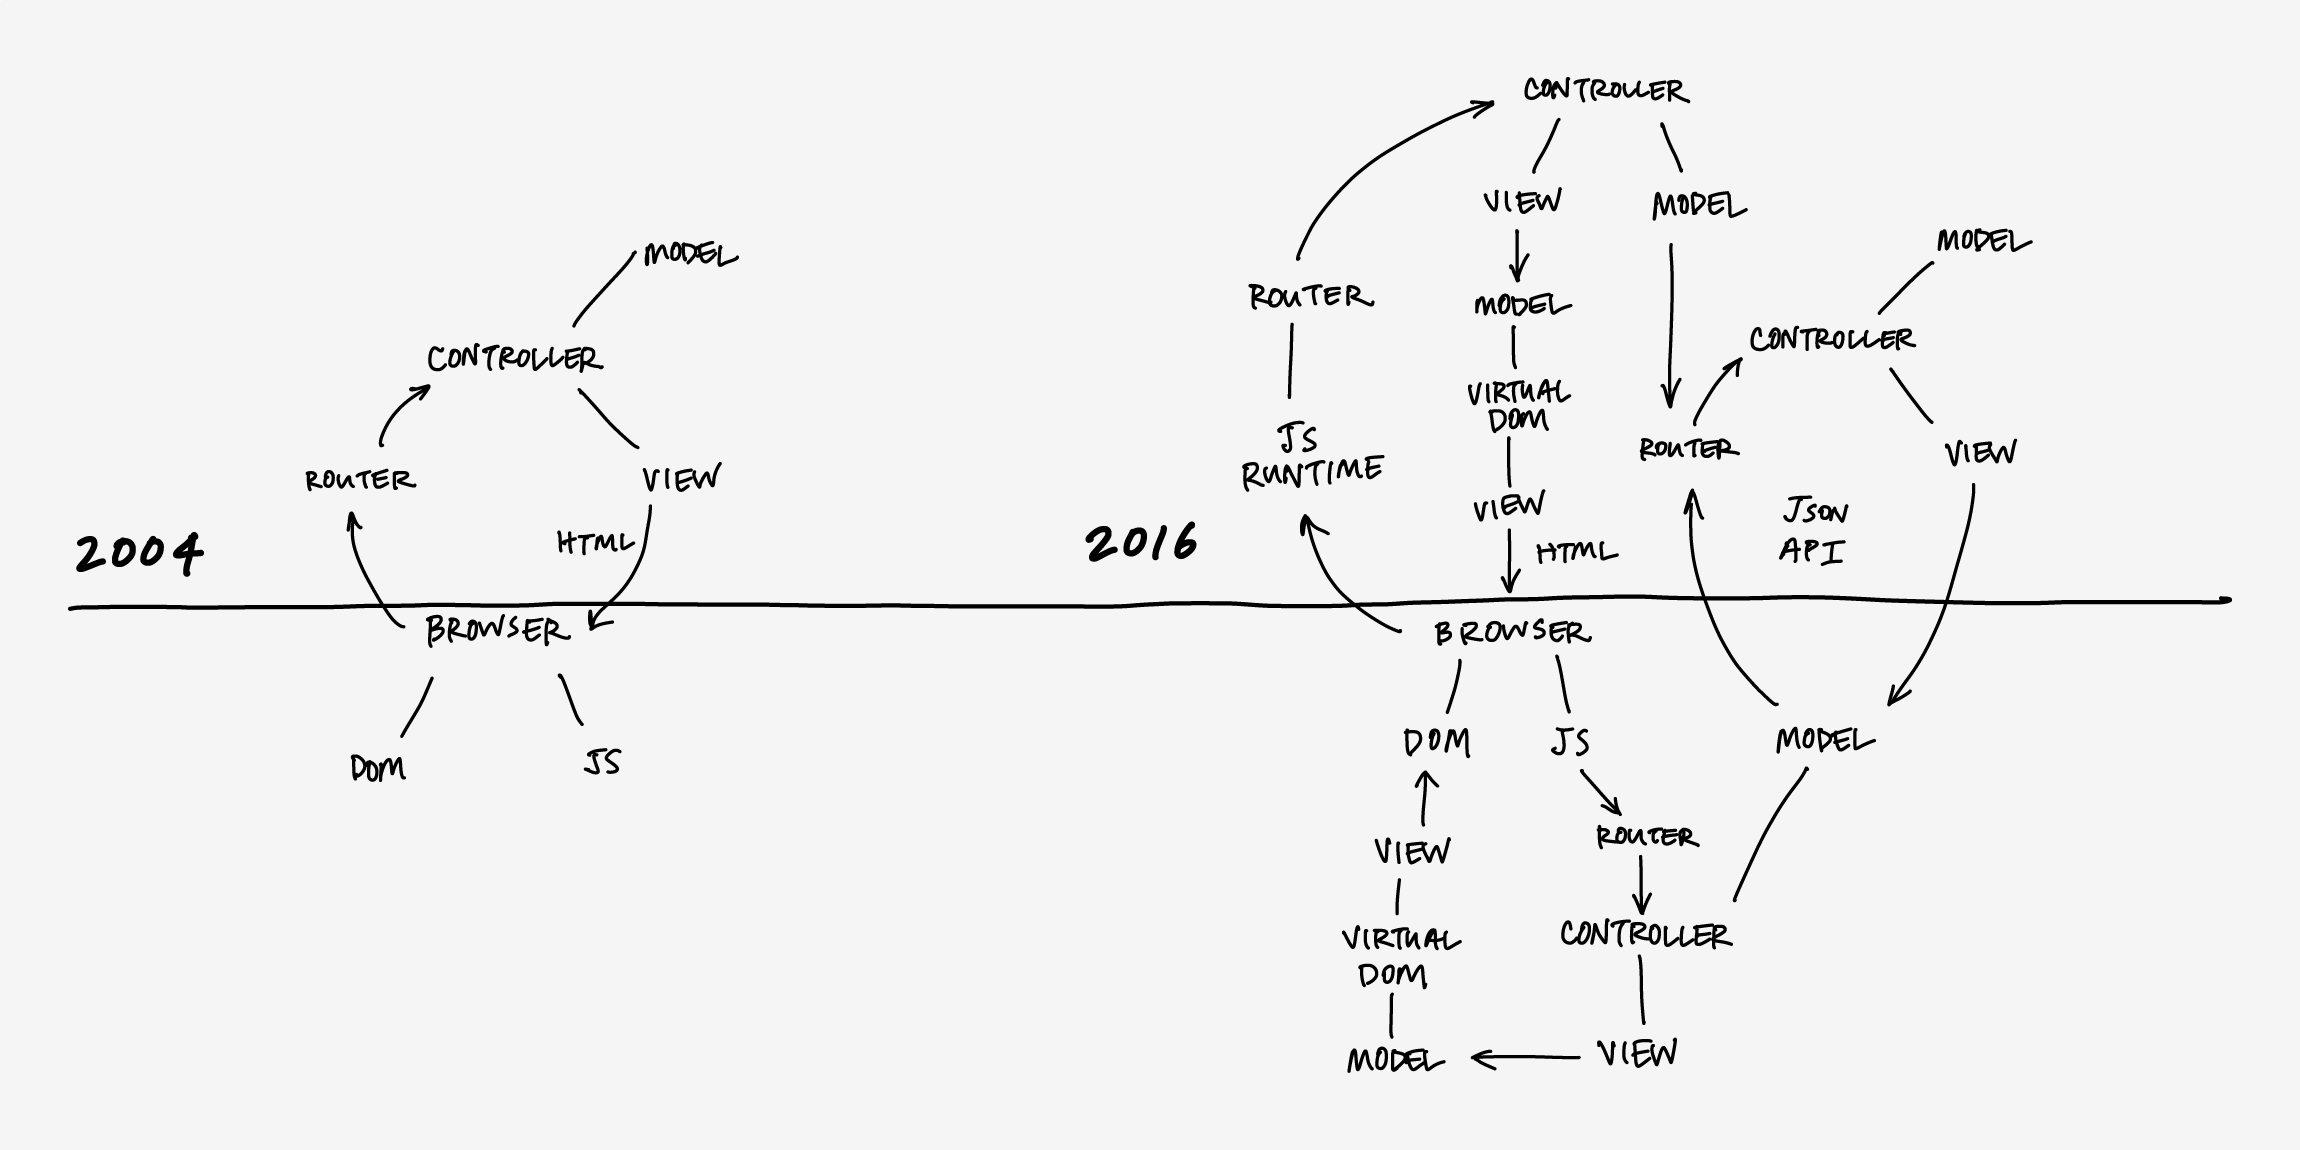 2004
MODEL
CONTROLLER
ROUTER
VIEW
HTML
BROWSER
DOM
JS
2016
CONTROLLER
VIEW
MODEL
ROUTER
MODEL
VIRTUAL
DOM
VIEW
HTML
JS
RUNTIME
MODEL
CONTROLLER
ROUTER
VIEW
JSON
API
BROWSER
DOM
JS
MODEL
VIEW
ROUTER
VIRTUAL
DOM
CONTROLLER
MODEL
VIEW